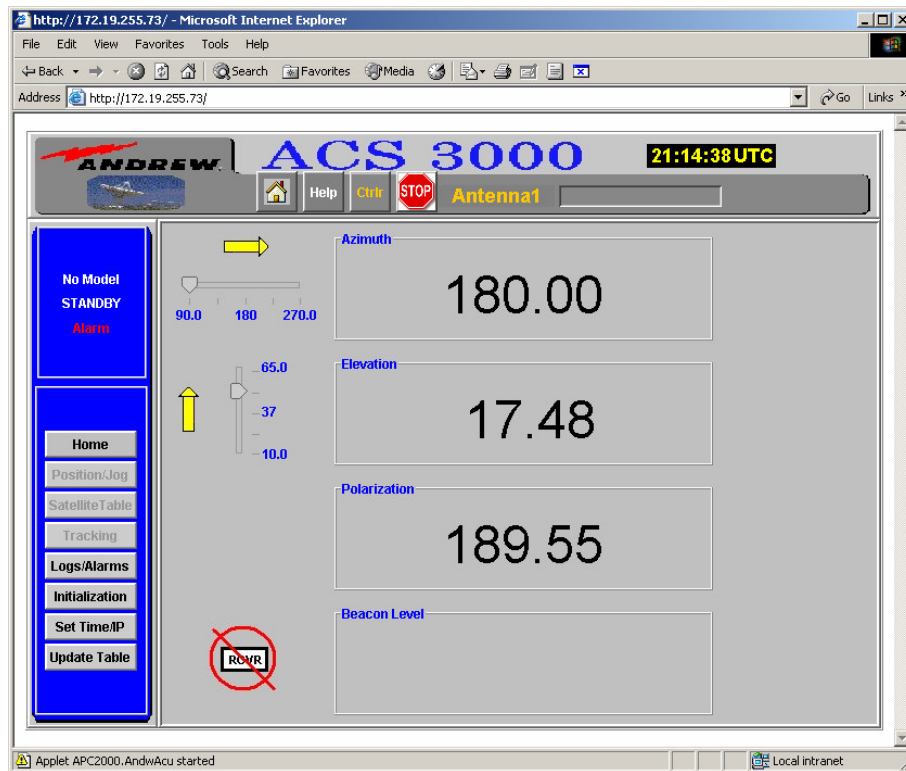 http://172.19.255.73/ - Microsoft Internet Explorer
File Edit View Favorites Tools Help
Back Search Favorites Media
Address http://172.19.255.73/ Go Links »
ANDREW. ACS 3000 21:14:38 UTC
Help Ctrlr STOP Antenna1
No Model
STANDBY
Alarm
Home
Position/Jog
SatelliteTable
Tracking
Logs/Alarms
Initialization
Set Time/IP
Update Table
90.0 180 270.0
Azimuth
180.00
65.0
37
10.0
Elevation
17.48
Polarization
189.55
RCVR
Beacon Level
Applet APC2000.AndwAcu started Local intranet